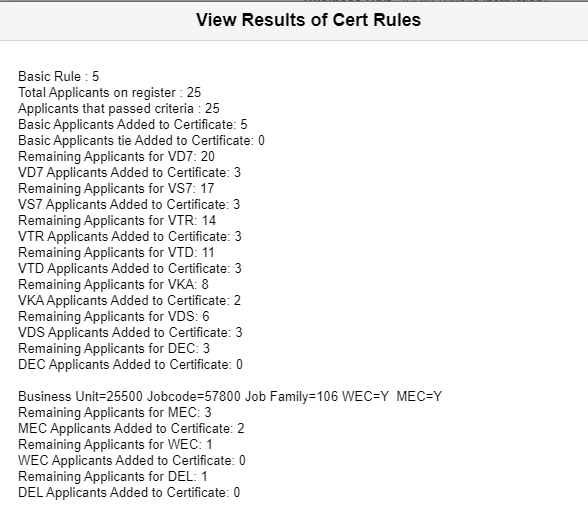 View Results of Cert Rules
Basic Rule : 5
Total Applicants on register : 25
Applicants that passed criteria : 25
Basic Applicants Added to Certificate: 5
Basic Applicants tie Added to Certificate: 0
Remaining Applicants for VD7: 20
VD7 Applicants Added to Certificate: 3
Remaining Applicants for VS7: 17
VS7 Applicants Added to Certificate: 3
Remaining Applicants for VTR: 14
VTR Applicants Added to Certificate: 3
Remaining Applicants for VTD: 11
VTD Applicants Added to Certificate: 3
Remaining Applicants for VKA: 8
VKA Applicants Added to Certificate: 2
Remaining Applicants for VDS: 6
VDS Applicants Added to Certificate: 3
Remaining Applicants for DEC: 3
DEC Applicants Added to Certificate: 0
Business Unit=25500 Jobcode=57800 Job Family=106 WEC=Y MEC=Y
Remaining Applicants for MEC: 3
MEC Applicants Added to Certificate: 2
Remaining Applicants for WEC: 1
WEC Applicants Added to Certificate: 0
Remaining Applicants for DEL: 1
DEL Applicants Added to Certificate: 0